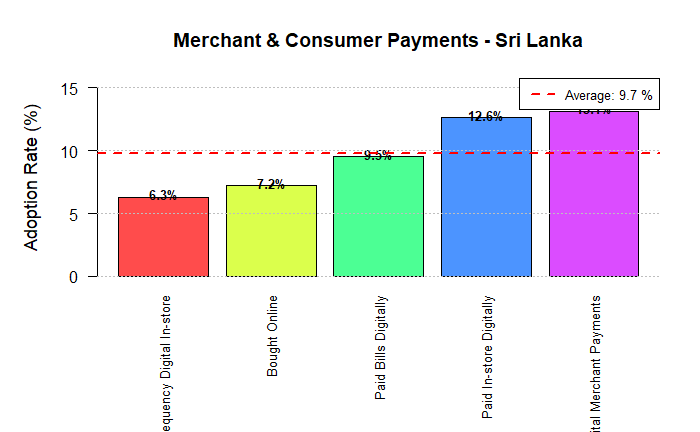 Merchant & Consumer Payments - Sri Lanka
Adoption Rate (%)
15
10
5
0
Average: 9.7 %
6.3%
7.2%
9.5%
12.6%
13.1%
equency Digital In-store
Bought Online
Paid Bills Digitally
Paid In-store Digitally
ital Merchant Payments